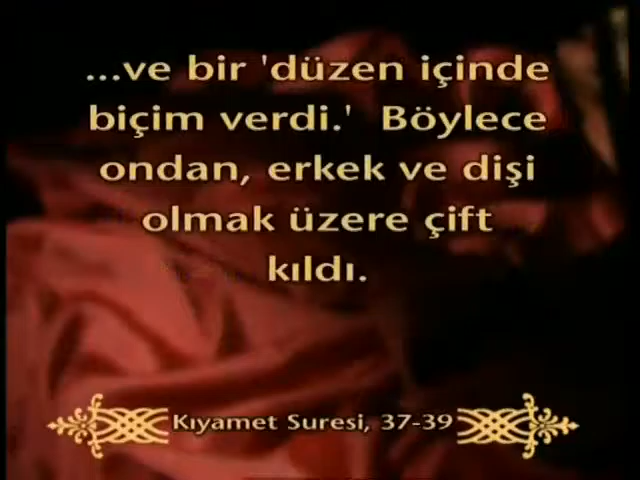 ...ve bir 'düzen içinde
biçim verdi.' Böylece
ondan, erkek ve dişi
olmak üzere çift
kıldı.
Kıyamet Suresi, 37-39